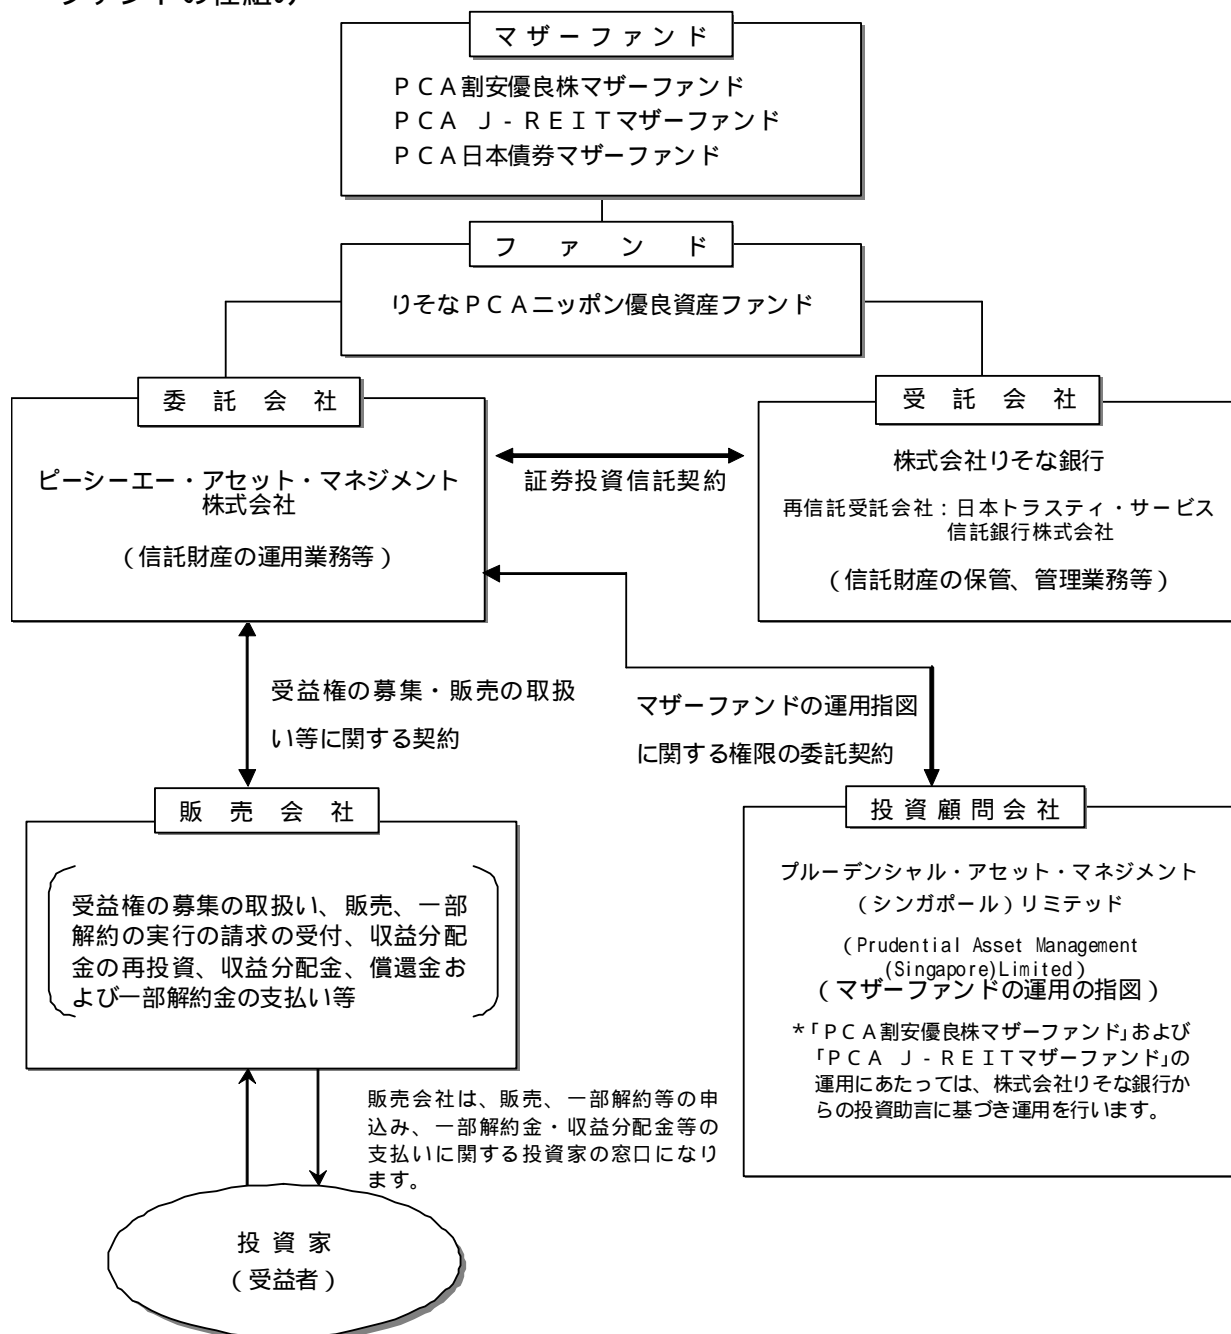 ファンドの仕組み
マザーファンド
ＰＣＡ割安優良株マザーファンド
ＰＣＡ Ｊ-ＲＥＩＴマザーファンド
ＰＣＡ日本債券マザーファンド
ファンド
りそなＰＣＡニッポン優良資産ファンド
委託会社
ピーシーエー・アセット・マネジメント
株式会社
（信託財産の運用業務等）
証券投資信託契約
受託会社
株式会社りそな銀行
再信託受託会社：日本トラスティ・サービス
信託銀行株式会社
（信託財産の保管、管理業務等）
受益権の募集・販売の取扱
い等に関する契約
マザーファンドの運用指図
に関する権限の委託契約
販売会社
受益権の募集の取扱い、販売、一部
解約の実行の請求の受付、収益分配
金の再投資、収益分配金、償還金お
よび一部解約金の支払い等
投資顧問会社
プルーデンシャル・アセット・マネジメント
（シンガポール）リミテッド
（Prudential Asset Management
(Singapore)Limited）
（マザーファンドの運用の指図）
*「ＰＣＡ割安優良株マザーファンド」および
「ＰＣＡ Ｊ-ＲＥＩＴマザーファンド」の
運用にあたっては、株式会社りそな銀行か
らの投資助言に基づき運用を行います。
販売会社は、販売、一部解約等の申
込み、一部解約金・収益分配金等の
支払いに関する投資家の窓口になり
ます。
投資家
（受益者）